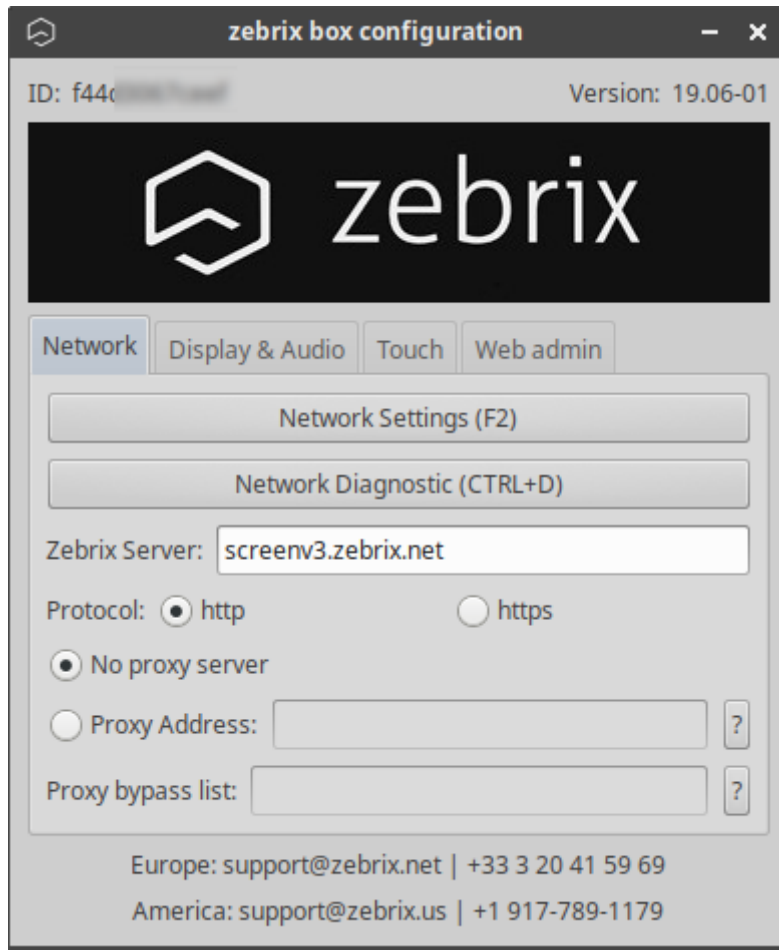 zebrix box configuration
ID: Version: 19.06-01
zebrix
Network Display & Audio Touch Web admin
Network Settings (F2)
Network Diagnostic (CTRL+D)
Zebrix Server: screenv3.zebrix.net
Protocol: http https
No proxy server
Proxy Address: ?
Proxy bypass list: ?
Europe: support@zebrix.net | +33 3 20 41 59 69
America: support@zebrix.us | +1 917-789-1179